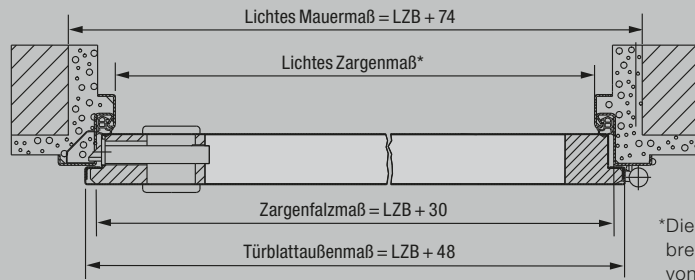 Lichtes Mauermaß = LZB + 74
Lichtes Zargenmaß*
Zargenfalzmaß = LZB + 30
Türblattaußenmaß = LZB + 48
*Die
bre
von